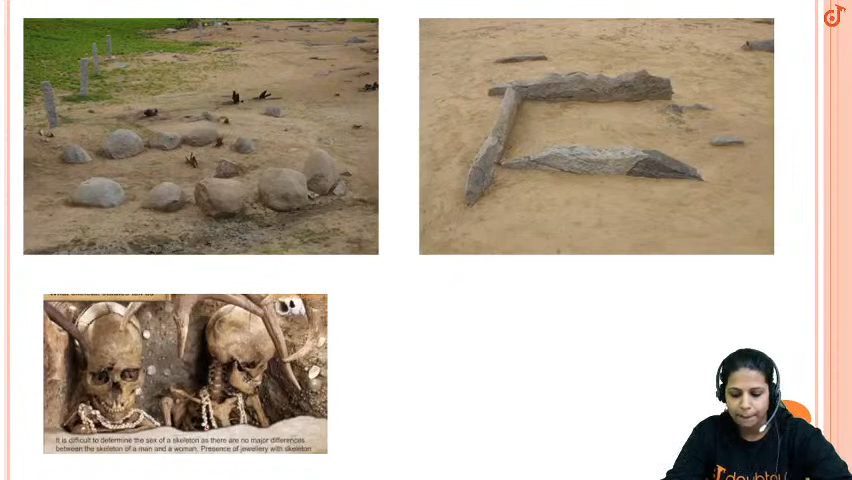 It is difficult to determine the sex of a skeleton as there are no major differences
between the skeleton of a man and a woman. Presence of jewellery with skeleton
doubtnu